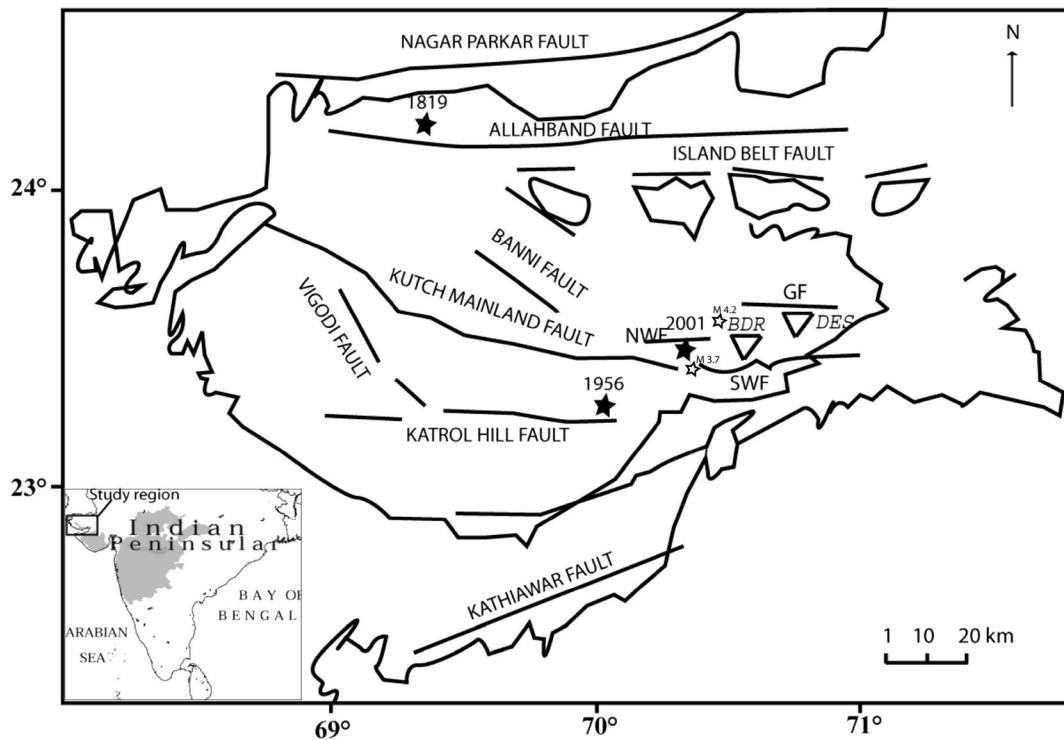 NAGAR PARKAR FAULT
N
1819
ALLAHBAND FAULT
ISLAND BELT FAULT
24°
BANNI FAULT
KUTCH MAINLAND FAULT
VIGODI FAULT
GF
M 4.2
BDR
DES
2001
NWF
M 3.7
SWF
1956
KATROL HILL FAULT
23°
Study region
Indian
Peninsular
BAY OF
BENGAL
ARABIAN
SEA
KATHIAWAR FAULT
1 10 20 km
69°
70°
71°